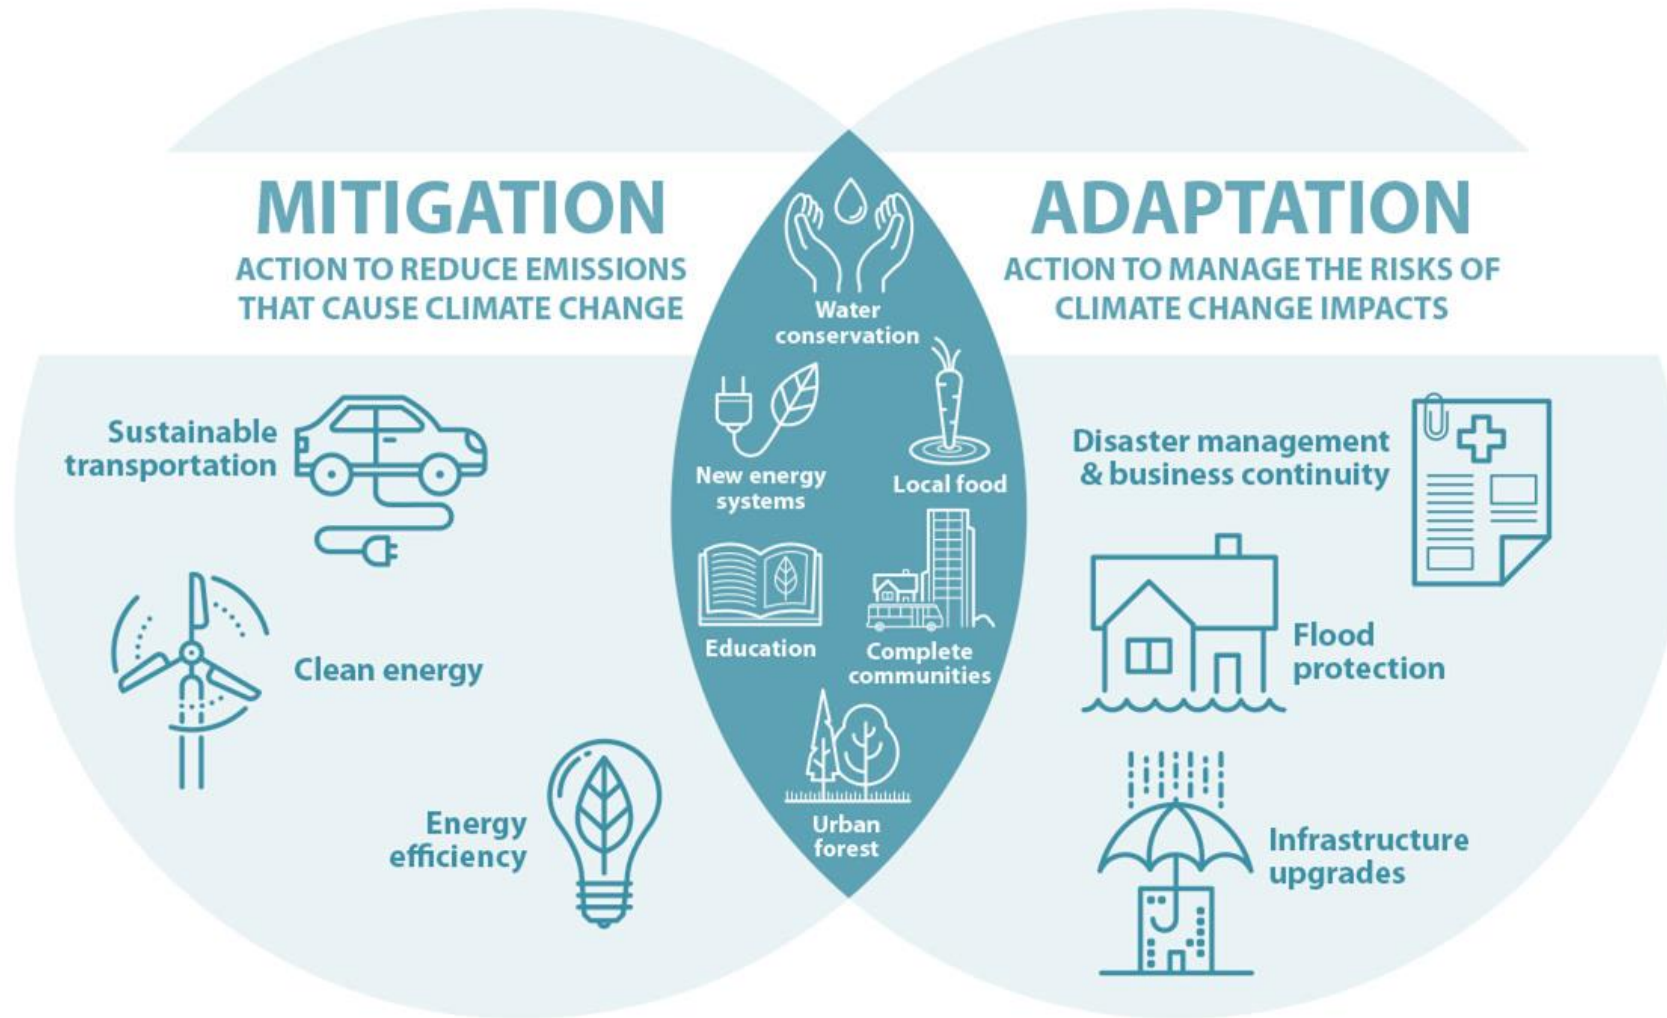 MITIGATION
ACTION TO REDUCE EMISSIONS
THAT CAUSE CLIMATE CHANGE
Sustainable
transportation
Clean energy
Energy
efficiency
Water
conservation
New energy
systems
Local food
Education
Complete
communities
Urban
forest
ADAPTATION
ACTION TO MANAGE THE RISKS OF
CLIMATE CHANGE IMPACTS
Disaster management
& business continuity
Flood
protection
Infrastructure
upgrades